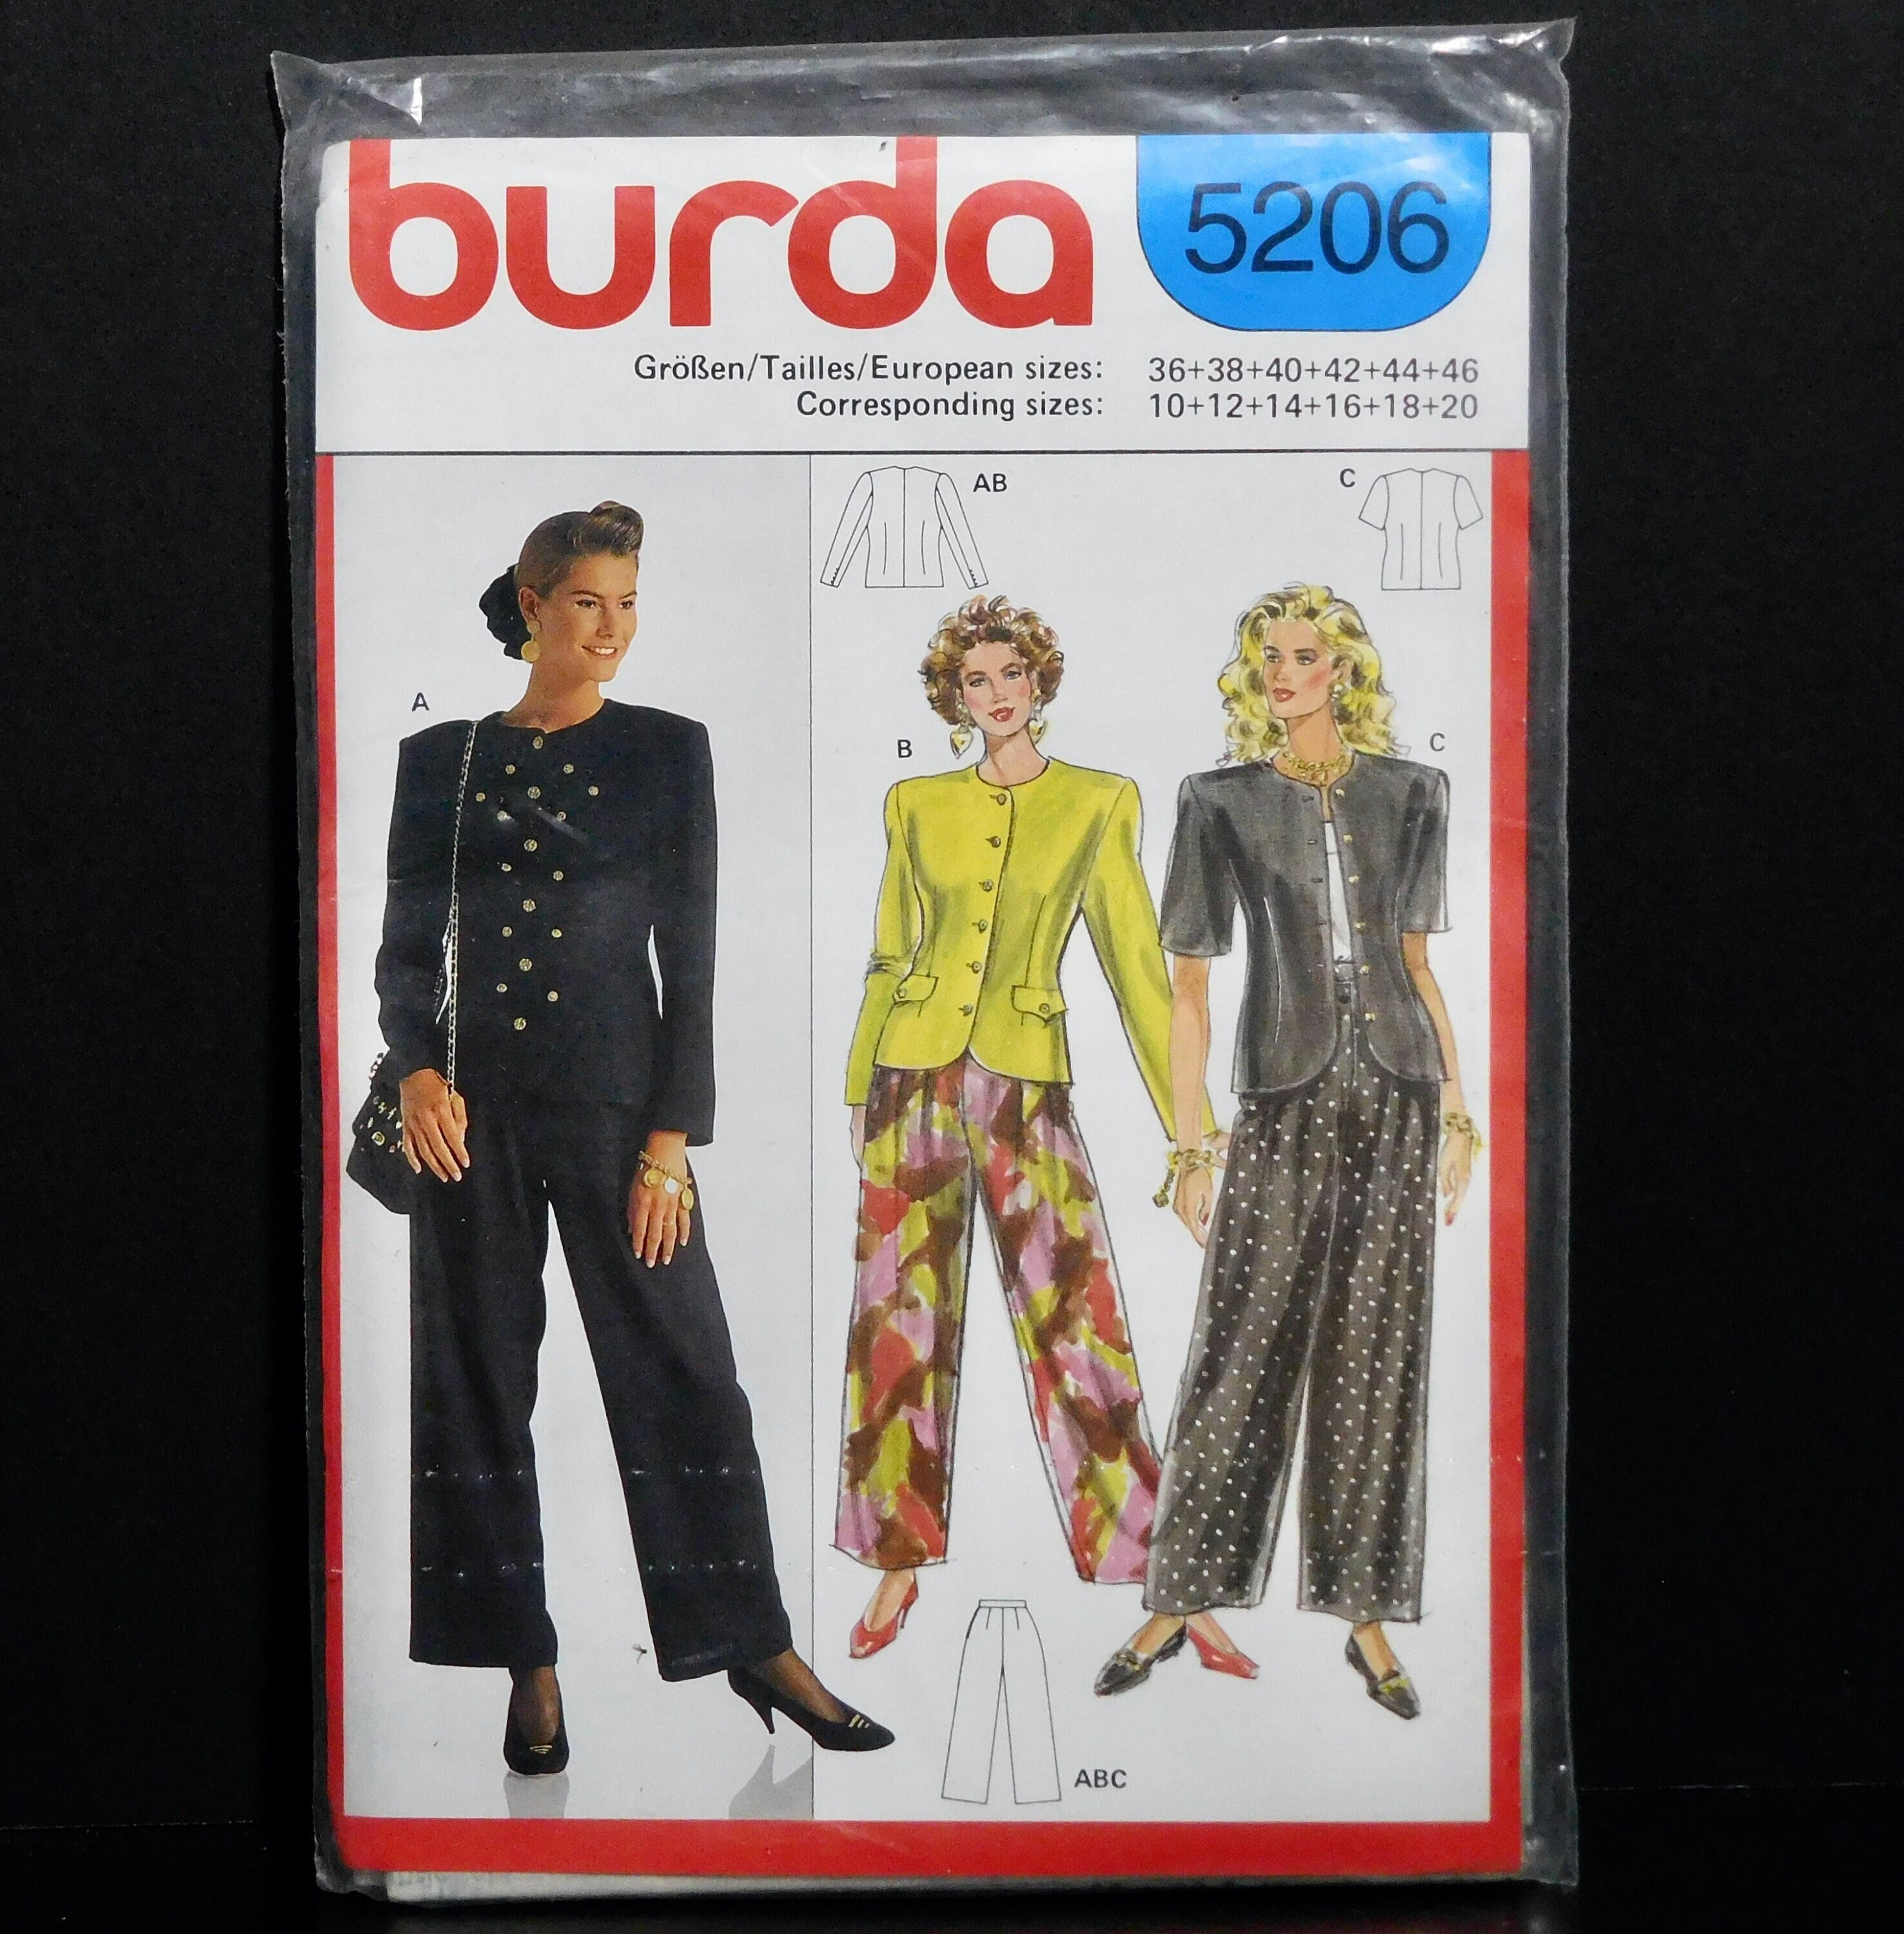 burda
5206
Größen/Tailles/European sizes: 36+38+40+42+44+46
Corresponding sizes: 10+12+14+16+18+20
AB
C
A
B
C
ABC